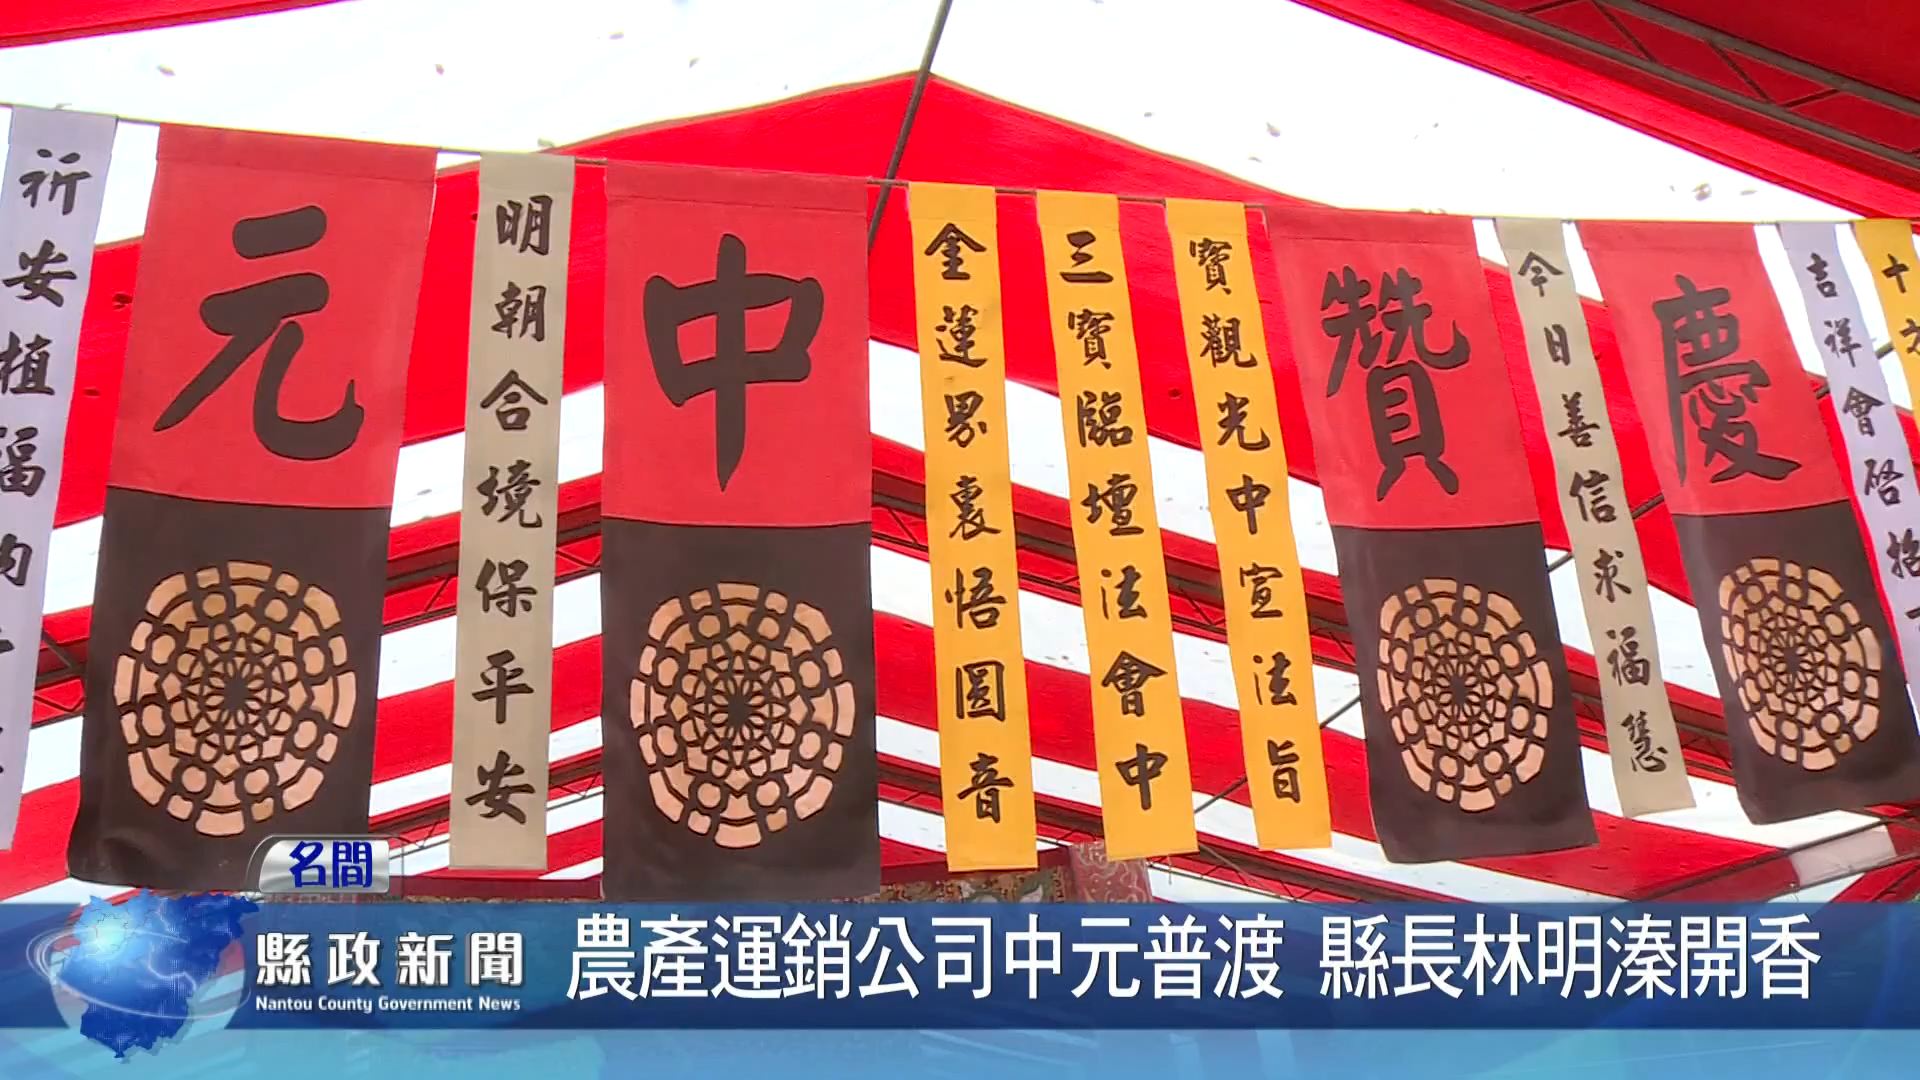 祈安植福
元
明朝合境保平安
中
金蓮界裏悟圓音
三寶臨壇法會中
寶觀光中宣法旨
贊
今日善信求福慧
慶
吉祥會啓
十方
名間
縣政新聞
Nantou County Government News
農產運銷公司中元普渡 縣長林明溱開香